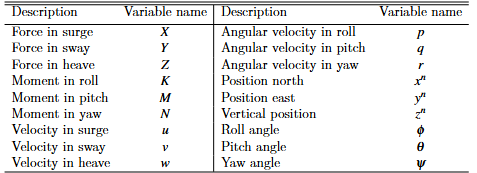 Description Variable name Description Variable name
Force in surge X Angular velocity in roll p
Force in sway Y Angular velocity in pitch q
Force in heave Z Angular velocity in yaw r
Moment in roll K Position north xⁿ
Moment in pitch M Position east yⁿ
Moment in yaw N Vertical position zⁿ
Velocity in surge u Roll angle ϕ
Velocity in sway v Pitch angle θ
Velocity in heave w Yaw angle ψ